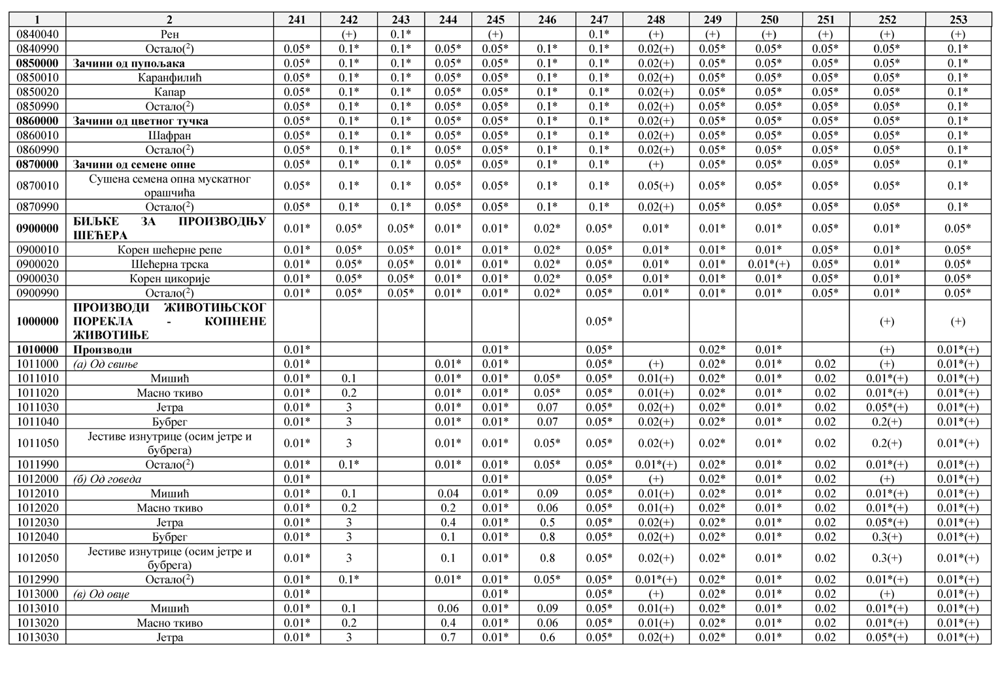 1 2 241 242 243 244 245 246 247 248 249 250 251 252 253
0840040 Рен (+) 0.1* (+) 0.1* (+) (+) (+) (+) (+) (+)
0840990 Остало(2) 0.05* 0.1* 0.1* 0.05* 0.05* 0.1* 0.1* 0.02(+) 0.05* 0.05* 0.05* 0.05* 0.1*
0850000 Зачини од пупољака 0.05* 0.1* 0.1* 0.05* 0.05* 0.1* 0.1* 0.02(+) 0.05* 0.05* 0.05* 0.05* 0.1*
0850010 Каранфилић 0.05* 0.1* 0.1* 0.05* 0.05* 0.1* 0.1* 0.02(+) 0.05* 0.05* 0.05* 0.05* 0.1*
0850020 Капар 0.05* 0.1* 0.1* 0.05* 0.05* 0.1* 0.1* 0.02(+) 0.05* 0.05* 0.05* 0.05* 0.1*
0850990 Остало(2) 0.05* 0.1* 0.1* 0.05* 0.05* 0.1* 0.1* 0.02(+) 0.05* 0.05* 0.05* 0.05* 0.1*
0860000 Зачини од цветног тучка 0.05* 0.1* 0.1* 0.05* 0.05* 0.1* 0.1* 0.02(+) 0.05* 0.05* 0.05* 0.05* 0.1*
0860010 Шафран 0.05* 0.1* 0.1* 0.05* 0.05* 0.1* 0.1* 0.02(+) 0.05* 0.05* 0.05* 0.05* 0.1*
0860990 Остало(2) 0.05* 0.1* 0.1* 0.05* 0.05* 0.1* 0.1* 0.02(+) 0.05* 0.05* 0.05* 0.05* 0.1*
0870000 Зачини од семене опне 0.05* 0.1* 0.1* 0.05* 0.05* 0.1* 0.1* (+) 0.05* 0.05* 0.05* 0.05* 0.1*
Сушена семена опна мускатног
0870010 0.05* 0.1* 0.1* 0.05* 0.05* 0.1* 0.1* 0.05(+) 0.05* 0.05* 0.05* 0.05* 0.1*
орашчића
0870990 Остало(2) 0.05* 0.1* 0.1* 0.05* 0.05* 0.1* 0.1* 0.02(+) 0.05* 0.05* 0.05* 0.05* 0.1*
БИЉКЕ ЗА ПРОИЗВОДЊУ
0900000 0.01* 0.05* 0.05* 0.01* 0.01* 0.02* 0.05* 0.01* 0.01* 0.01* 0.05* 0.01* 0.05*
ШЕЋЕРА
0900010 Корен шећерне репе 0.01* 0.05* 0.05* 0.01* 0.01* 0.02* 0.05* 0.01* 0.01* 0.01* 0.05* 0.01* 0.05*
0900020 Шећерна трска 0.01* 0.05* 0.05* 0.01* 0.01* 0.02* 0.05* 0.01* 0.01* 0.01*(+) 0.05* 0.01* 0.05*
0900030 Корен цикорије 0.01* 0.05* 0.05* 0.01* 0.01* 0.02* 0.05* 0.01* 0.01* 0.01* 0.05* 0.01* 0.05*
0900990 Остало(2) 0.01* 0.05* 0.05* 0.01* 0.01* 0.02* 0.05* 0.01* 0.01* 0.01* 0.05* 0.01* 0.05*
ПРОИЗВОДИ ЖИВОТИЊСКОГ
1000000 ПОРЕКЛА - КОПНЕНЕ 0.05* (+) (+)
ЖИВОТИЊЕ
1010000 Производи 0.01* 0.01* 0.05* 0.02* 0.01* (+) 0.01*(+)
1011000 (а) Од свиње 0.01* 0.01* 0.01* 0.05* (+) 0.02* 0.01* 0.02 (+) 0.01*(+)
1011010 Мишић 0.01* 0.1 0.01* 0.01* 0.05* 0.05* 0.01(+) 0.02* 0.01* 0.02 0.01*(+) 0.01*(+)
1011020 Масно ткиво 0.01* 0.2 0.01* 0.01* 0.05* 0.05* 0.01(+) 0.02* 0.01* 0.02 0.01*(+) 0.01*(+)
1011030 Јетра 0.01* 3 0.01* 0.01* 0.07 0.05* 0.02(+) 0.02* 0.01* 0.02 0.05*(+) 0.01*(+)
1011040 Бубрег 0.01* 3 0.01* 0.01* 0.07 0.05* 0.02(+) 0.02* 0.01* 0.02 0.2(+) 0.01*(+)
Јестиве изнутрице (осим јетре и
1011050 0.01* 3 0.01* 0.01* 0.05* 0.05* 0.02(+) 0.02* 0.01* 0.02 0.2(+) 0.01*(+)
бубрега)
1011990 Остало(2) 0.01* 0.1* 0.01* 0.01* 0.05* 0.05* 0.01*(+) 0.02* 0.01* 0.02 0.01*(+) 0.01*(+)
1012000 (б) Од говеда 0.01* 0.01* 0.05* (+) 0.02* 0.01* 0.02 (+) 0.01*(+)
1012010 Мишић 0.01* 0.1 0.04 0.01* 0.09 0.05* 0.01(+) 0.02* 0.01* 0.02 0.01*(+) 0.01*(+)
1012020 Масно ткиво 0.01* 0.2 0.2 0.01* 0.06 0.05* 0.01(+) 0.02* 0.01* 0.02 0.01*(+) 0.01*(+)
1012030 Јетра 0.01* 3 0.4 0.01* 0.5 0.05* 0.02(+) 0.02* 0.01* 0.02 0.05*(+) 0.01*(+)
1012040 Бубрег 0.01* 3 0.1 0.01* 0.8 0.05* 0.02(+) 0.02* 0.01* 0.02 0.3(+) 0.01*(+)
Јестиве изнутрице (осим јетре и
1012050 0.01* 3 0.1 0.01* 0.8 0.05* 0.02(+) 0.02* 0.01* 0.02 0.3(+) 0.01*(+)
бубрега)
1012990 Остало(2) 0.01* 0.1* 0.01* 0.01* 0.05* 0.05* 0.01*(+) 0.02* 0.01* 0.02 0.01*(+) 0.01*(+)
1013000 (в) Од овце 0.01* 0.01* 0.05* (+) 0.02* 0.01* 0.02 (+) 0.01*(+)
1013010 Мишић 0.01* 0.1 0.06 0.01* 0.09 0.05* 0.01(+) 0.02* 0.01* 0.02 0.01*(+) 0.01*(+)
1013020 Масно ткиво 0.01* 0.2 0.4 0.01* 0.06 0.05* 0.01(+) 0.02* 0.01* 0.02 0.01*(+) 0.01*(+)
1013030 Јетра 0.01* 3 0.7 0.01* 0.6 0.05* 0.02(+) 0.02* 0.01* 0.02 0.05*(+) 0.01*(+)